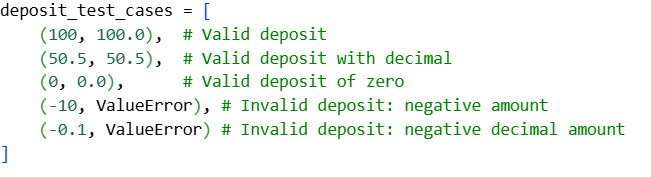 deposit_test_cases = [
    (100, 100.0),  # Valid deposit
    (50.5, 50.5),  # Valid deposit with decimal
    (0, 0.0),      # Valid deposit of zero
    (-10, ValueError), # Invalid deposit: negative amount
    (-0.1, ValueError) # Invalid deposit: negative decimal amount
]